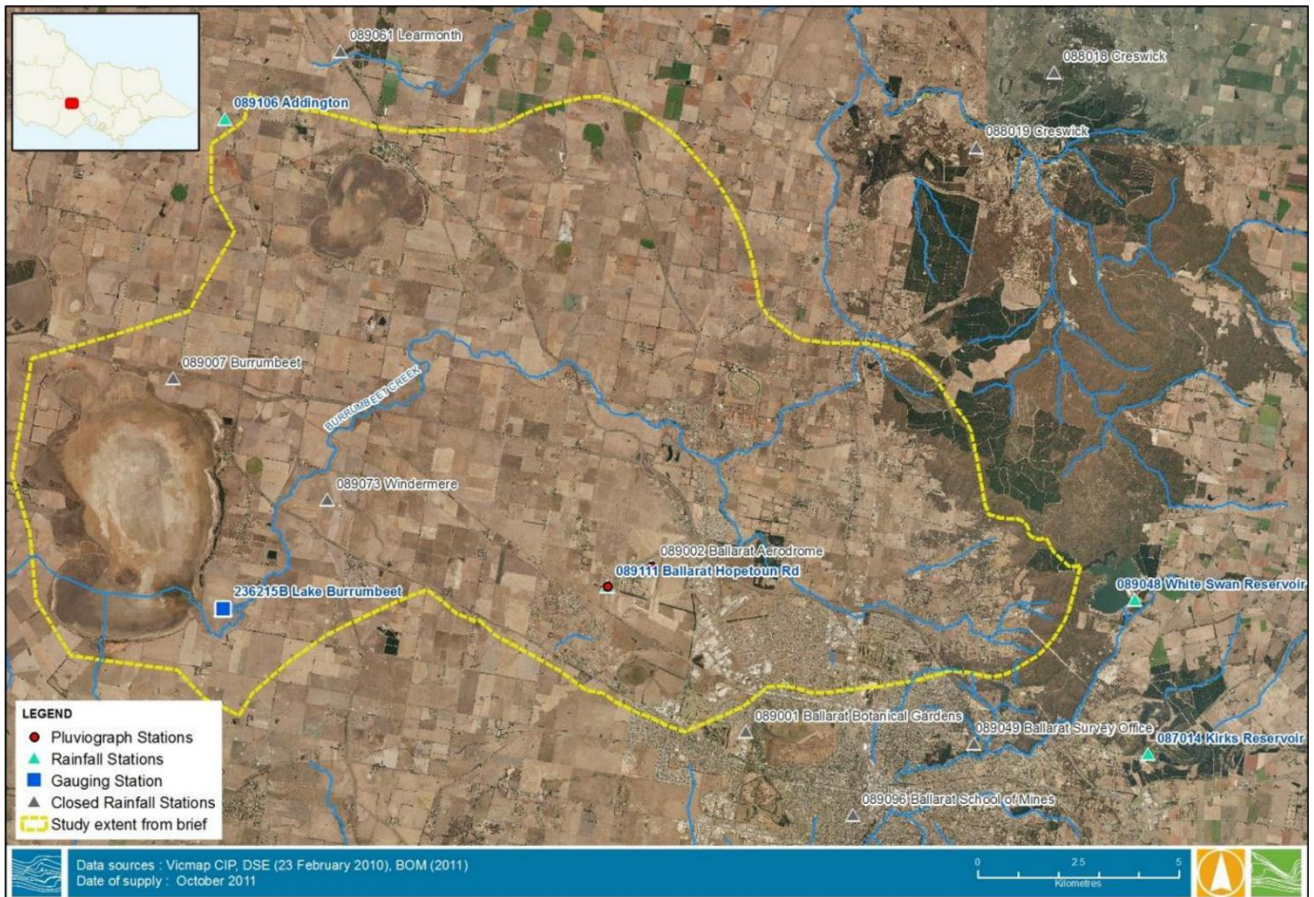 089061 Learmonth
088018 Creswick
089106 Addington
088019 Creswick
089007 Burrumbeet
BURRUMBEET CREEK
089073 Windermere
089002 Ballarat Aerodrome
089111 Ballarat Hopetoun Rd
236215B Lake Burrumbeet
089048 White Swan Reservoir
089001 Ballarat Botanical Gardens
089049 Ballarat Survey Office
087014 Kirks Reservoir
089096 Ballarat School of Mines
LEGEND
Pluviograph Stations
Rainfall Stations
Gauging Station
Closed Rainfall Stations
Study extent from brief
Data sources : Vicmap CIP, DSE (23 February 2010), BOM (2011)
Date of supply : October 2011
0 2.5 5
Kilometres